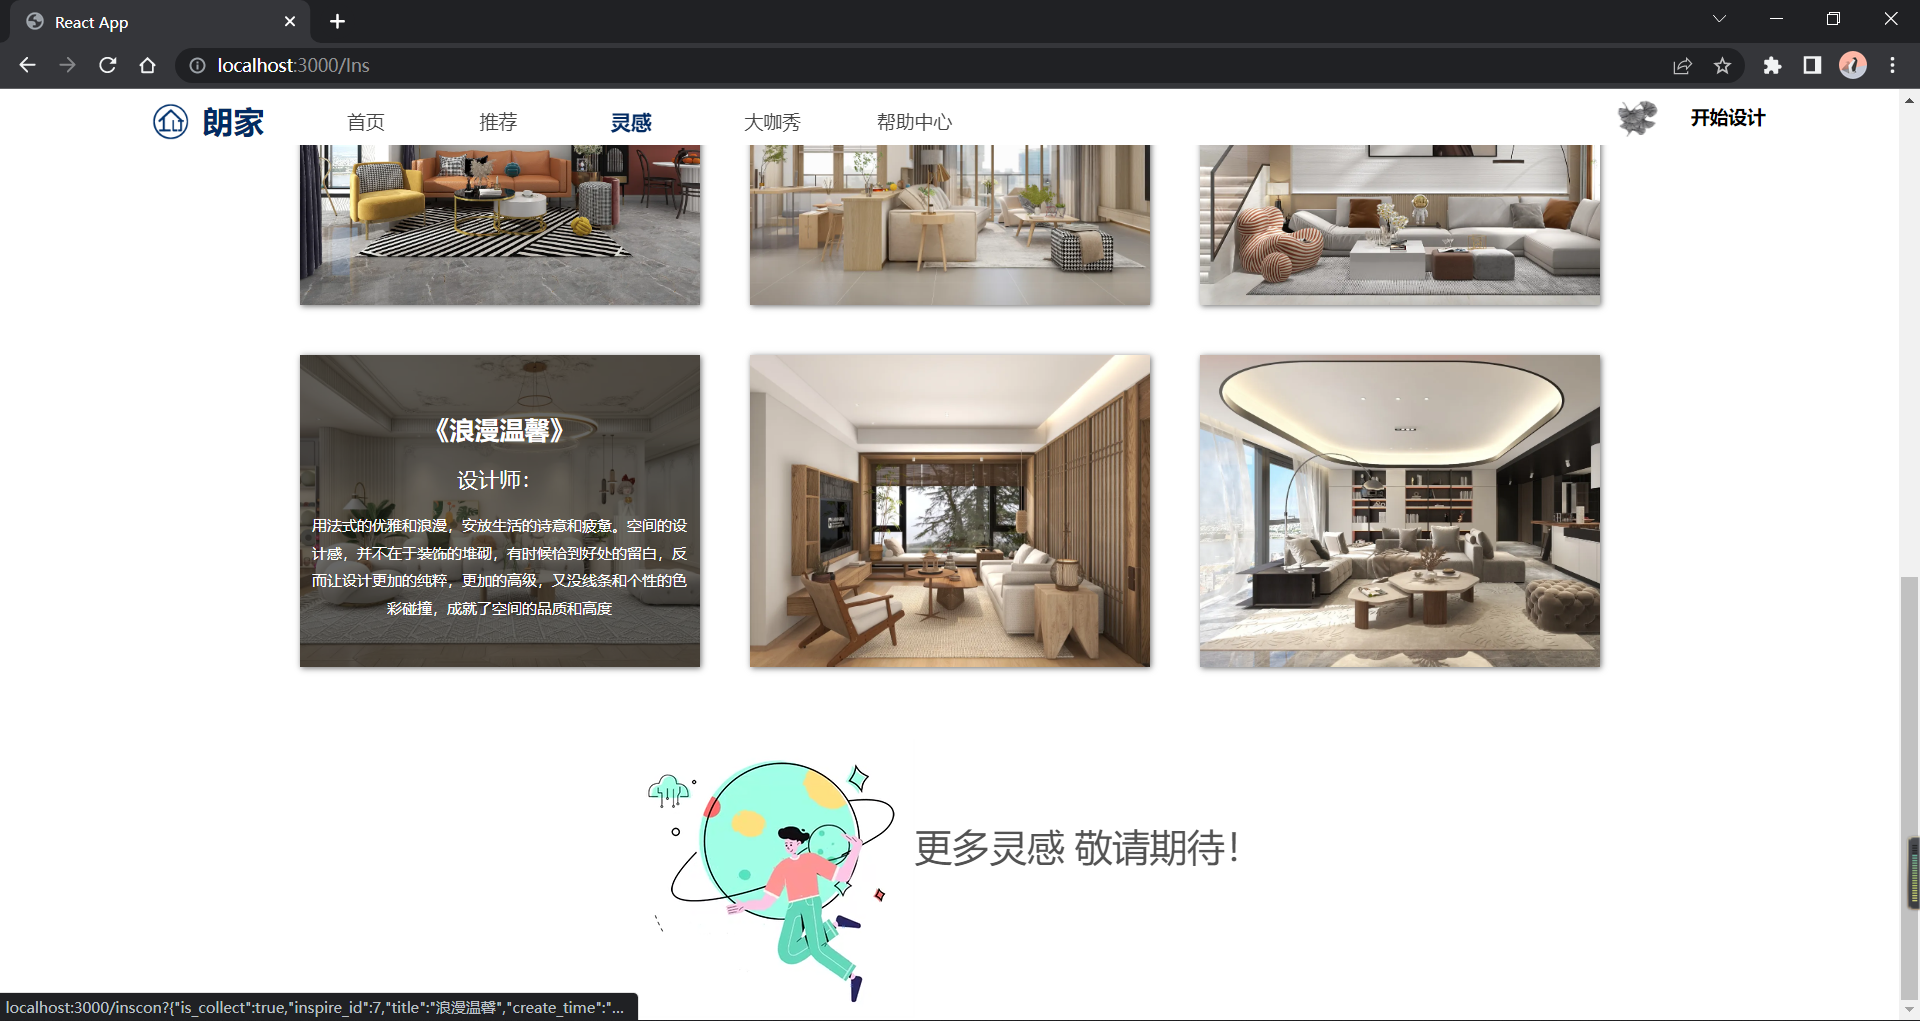 React App
localhost:3000/Ins
朗家
首页
推荐
灵感
大咖秀
帮助中心
开始设计
《浪漫温馨》
设计师：
用法式的优雅和浪漫，安放生活的诗意和疲惫。空间的设
计感，并不在于装饰的堆砌，有时候恰到好处的留白，反
而让设计更加的纯粹，更加的高级，又没线条和个性的色
彩碰撞，成就了空间的品质和高度
更多灵感 敬请期待！
localhost:3000/inscon?{"is_collect":true,"inspire_id":7,"title":"浪漫温馨","create_time":"...